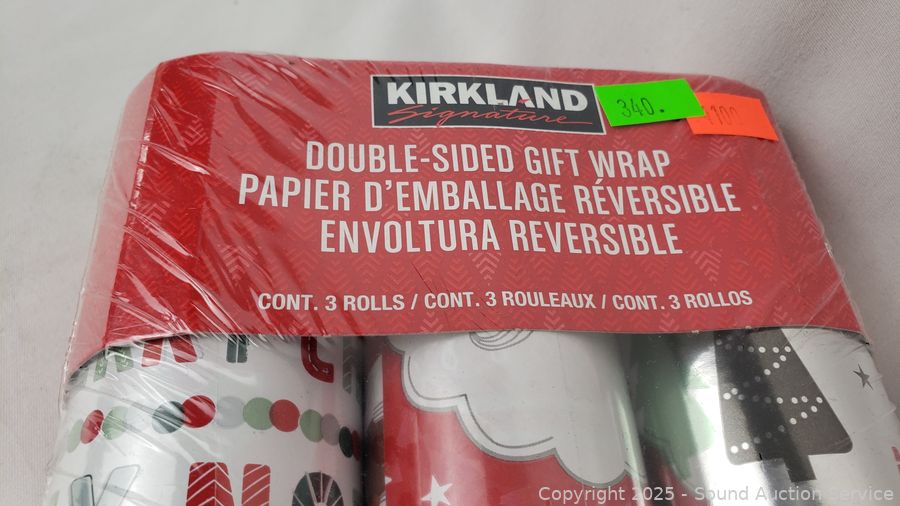 KIRKLAND
Signature
340.
DOUBLE-SIDED GIFT WRAP
PAPIER D'EMBALLAGE RÉVERSIBLE
ENVOLTURA REVERSIBLE
CONT. 3 ROLLS / CONT. 3 ROULEAUX / CONT. 3 ROLLOS
Copyright 2025 - Sound Auction Service